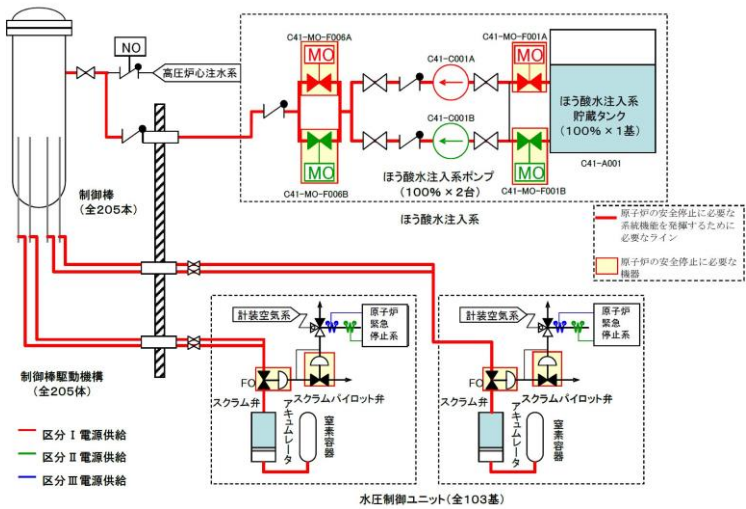 NO
高圧炉心注水系
C41-MO-F006A
MO
MO
C41-MO-F006B
C41-C001A
C41-C001B
ほう酸水注入系ポンプ
(100%×2台)
C41-MO-F001A
MO
MO
C41-MO-F001B
ほう酸水注入系
貯蔵タンク
(100%×1基)
C41-A001
ほう酸水注入系
制御棒
(全205本)
原子炉の安全停止に必要な
系統機能を発揮するために
必要なライン
原子炉の安全停止に必要な
機器
計装空気系
原子炉
緊急
停止系
FO
スクラム弁
スクラムパイロット弁
アキュムレータ
窒素容器
計装空気系
原子炉
緊急
停止系
FO
スクラム弁
スクラムパイロット弁
アキュムレータ
窒素容器
制御棒駆動機構
(全205体)
区分Ⅰ電源供給
区分Ⅱ電源供給
区分Ⅲ電源供給
水圧制御ユニット(全103基)